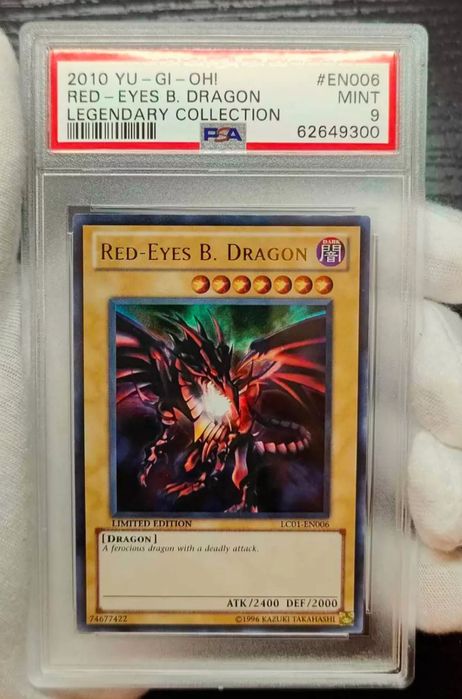 2010 YU-GI-OH! #EN006
RED-EYES B. DRAGON MINT
LEGENDARY COLLECTION 9
PSA 62649300
RED-EYES B. DRAGON DARK 闇
LIMITED EDITION LC01-EN006
[DRAGON]
A ferocious dragon with a deadly attack.
ATK/2400 DEF/2000
74677422 ©1996 KAZUKI TAKAHASHI